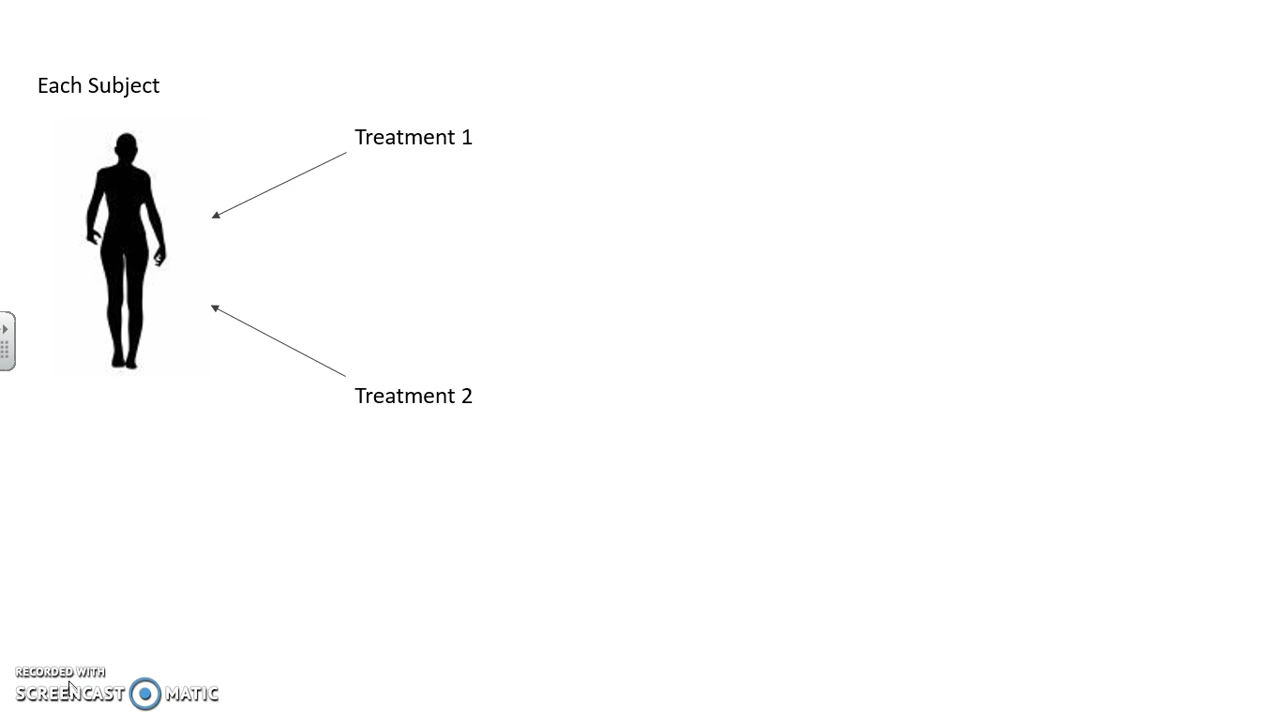 Each Subject
Treatment 1
Treatment 2
RECORDED WITH
SCREENCAST MATIC